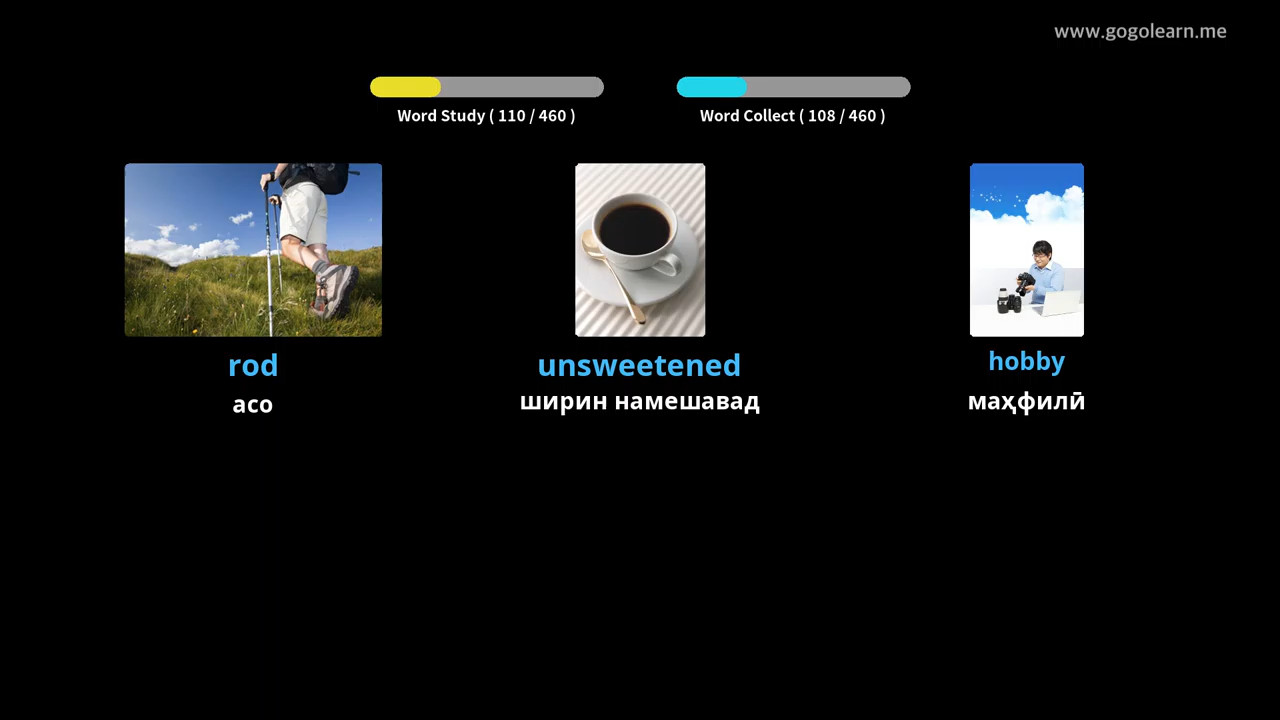 www.gogolearn.me
Word Study ( 110 / 460 )
Word Collect ( 108 / 460 )
rod
асо
unsweetened
ширин намешавад
hobby
маҳфилӣ